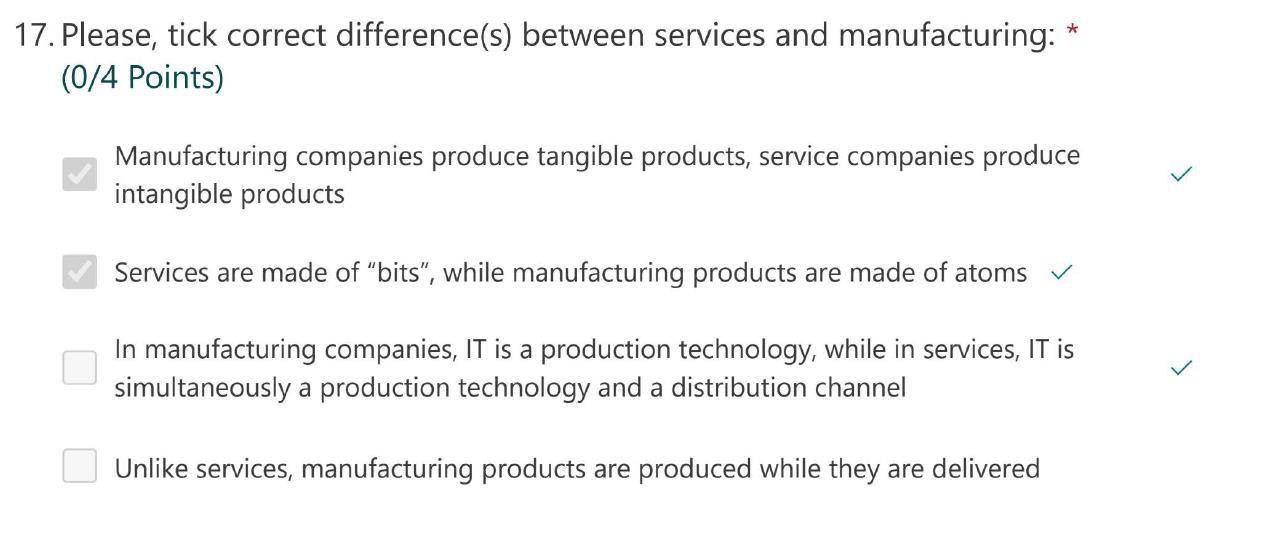 17. Please, tick correct difference(s) between services and manufacturing: *
(0/4 Points)
Manufacturing companies produce tangible products, service companies produce
intangible products
Services are made of “bits”, while manufacturing products are made of atoms
In manufacturing companies, IT is a production technology, while in services, IT is
simultaneously a production technology and a distribution channel
Unlike services, manufacturing products are produced while they are delivered